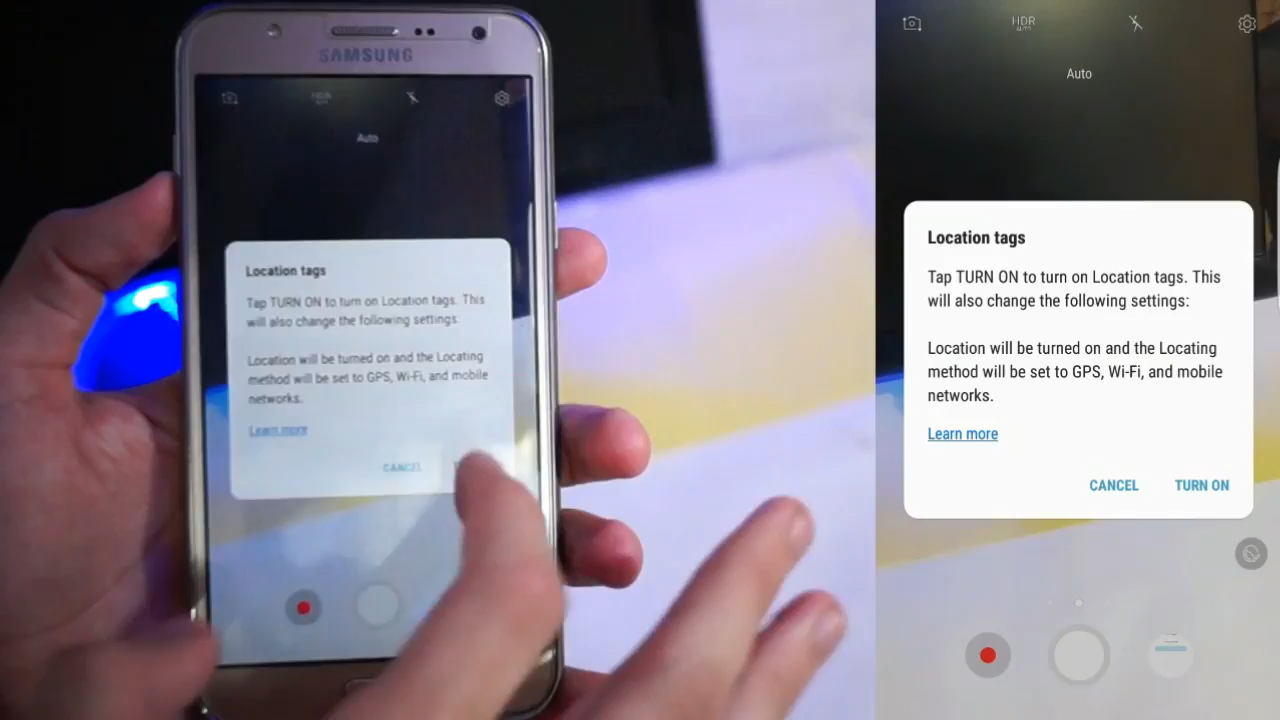 SAMSUNG
HDR
AUTO
Auto
Location tags
Tap TURN ON to turn on Location tags. This
will also change the following settings:
Location will be turned on and the Locating
method will be set to GPS, Wi-Fi, and mobile
networks.
Learn more
CANCEL
HDR
AUTO
Auto
Location tags
Tap TURN ON to turn on Location tags. This
will also change the following settings:
Location will be turned on and the Locating
method will be set to GPS, Wi-Fi, and mobile
networks.
Learn more
CANCEL TURN ON